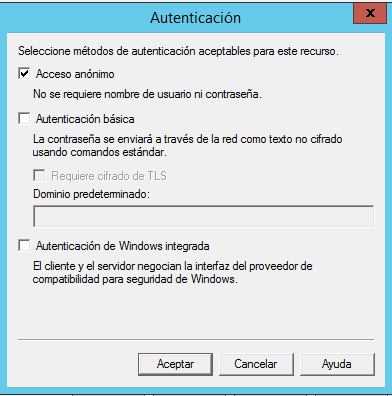 Autenticación
x
Seleccione métodos de autenticación aceptables para este recurso.
Acceso anónimo
No se requiere nombre de usuario ni contraseña.
Autenticación básica
La contraseña se enviará a través de la red como texto no cifrado
usando comandos estándar.
Requiere cifrado de TLS
Dominio predeterminado:
Autenticación de Windows integrada
El cliente y el servidor negocian la interfaz del proveedor de
compatibilidad para seguridad de Windows.
Aceptar Cancelar Ayuda